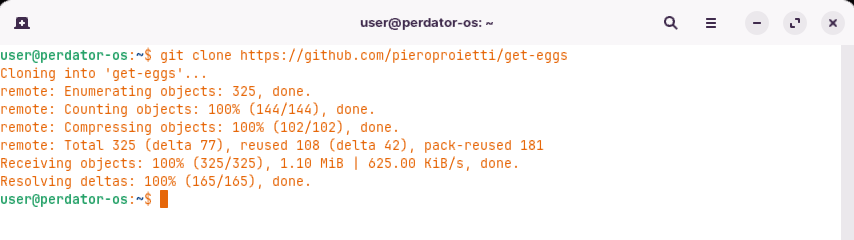 user@perdator-os: ~
user@perdator-os:~$ git clone https://github.com/pieroproietti/get-eggs
Cloning into 'get-eggs'...
remote: Enumerating objects: 325, done.
remote: Counting objects: 100% (144/144), done.
remote: Compressing objects: 100% (102/102), done.
remote: Total 325 (delta 77), reused 108 (delta 42), pack-reused 181
Receiving objects: 100% (325/325), 1.10 MiB | 625.00 KiB/s, done.
Resolving deltas: 100% (165/165), done.
user@perdator-os:~$